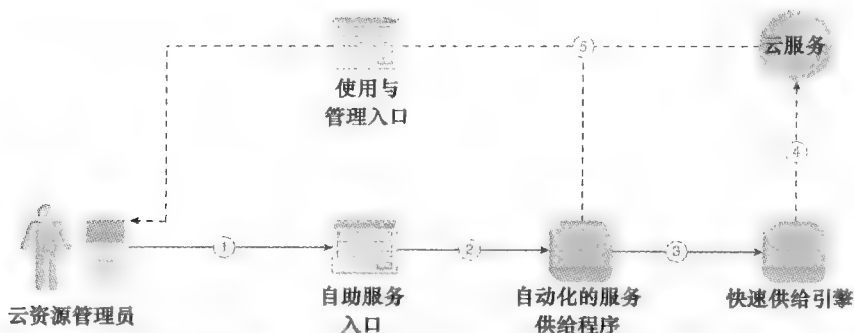 5
云服务
使用与
管理入口
4
1
2
3
云资源管理员
自助服务
入口
自动化的服务
供给程序
快速供给引擎